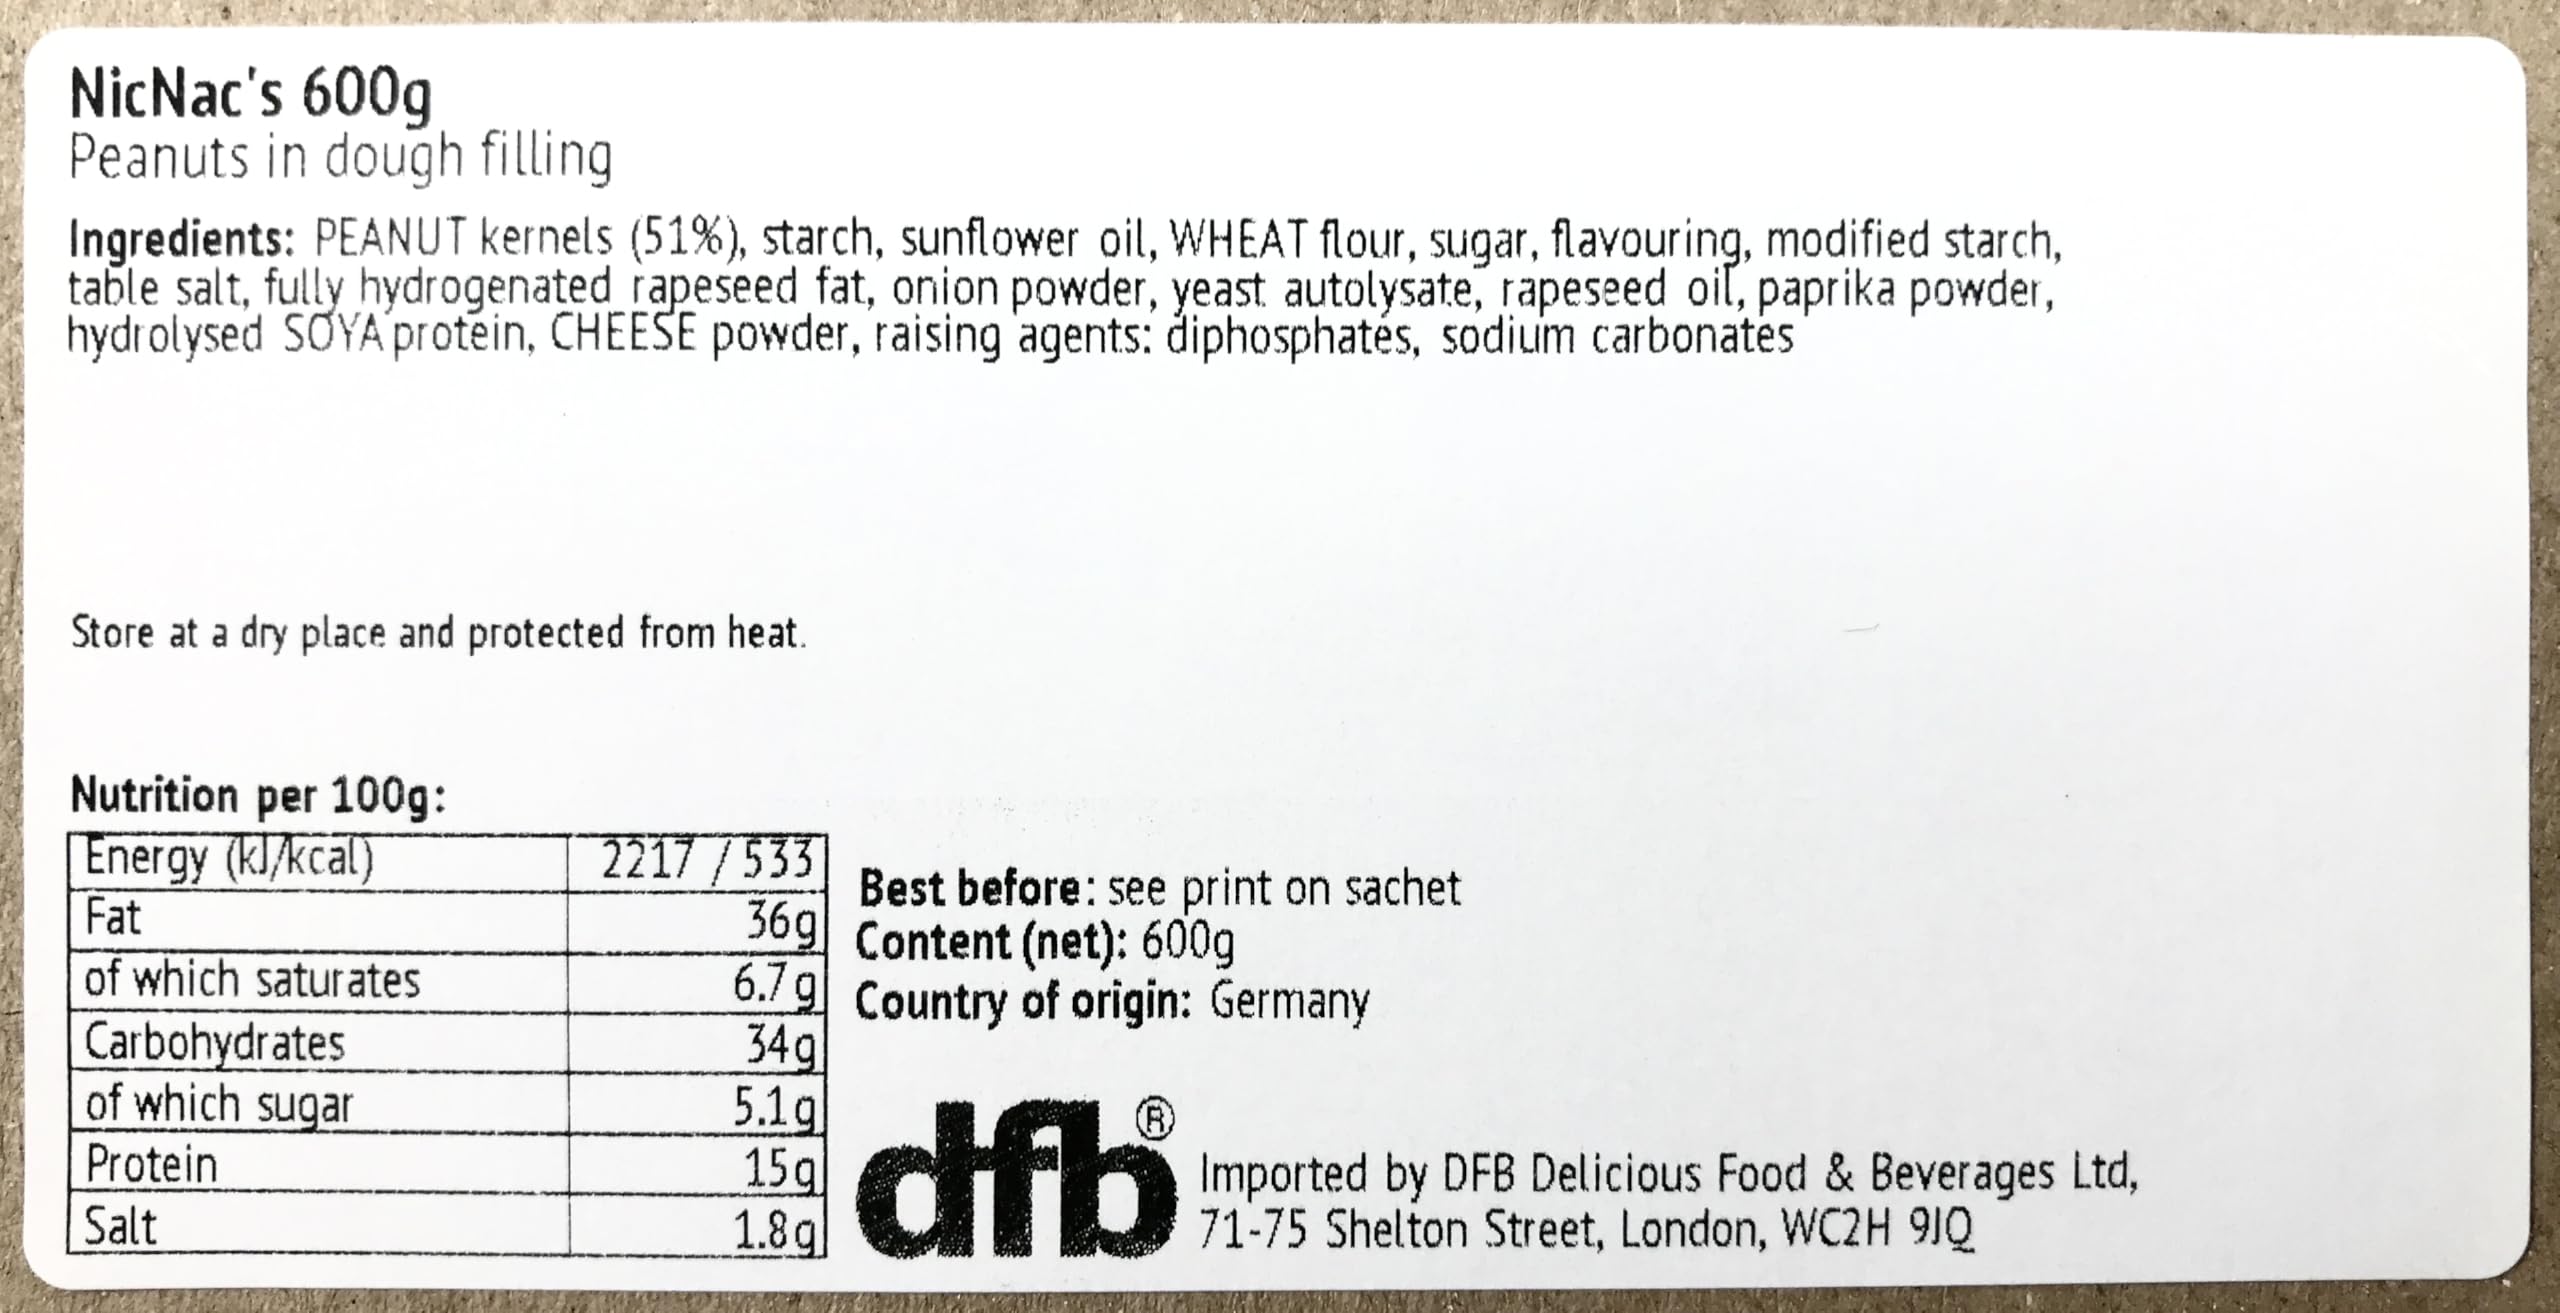 NicNac's 600g
Peanuts in dough filling
Ingredients: PEANUT kernels (51%), starch, sunflower oil, WHEAT flour, sugar, flavouring, modified starch,
table salt, fully hydrogenated rapeseed fat, onion powder, yeast autolysate, rapeseed oil, paprika powder,
hydrolysed SOYA protein, CHEESE powder, raising agents: diphosphates, sodium carbonates
Store at a dry place and protected from heat.
Nutrition per 100g:
Energy (kJ/kcal) 2217 / 533
Fat 36g
of which saturates 6.7g
Carbohydrates 34g
of which sugar 5.1g
Protein 15g
Salt 1.8g
Best before: see print on sachet
Content (net): 600g
Country of origin: Germany
dfb®
Imported by DFB Delicious Food & Beverages Ltd,
71-75 Shelton Street, London, WC2H 9JQ